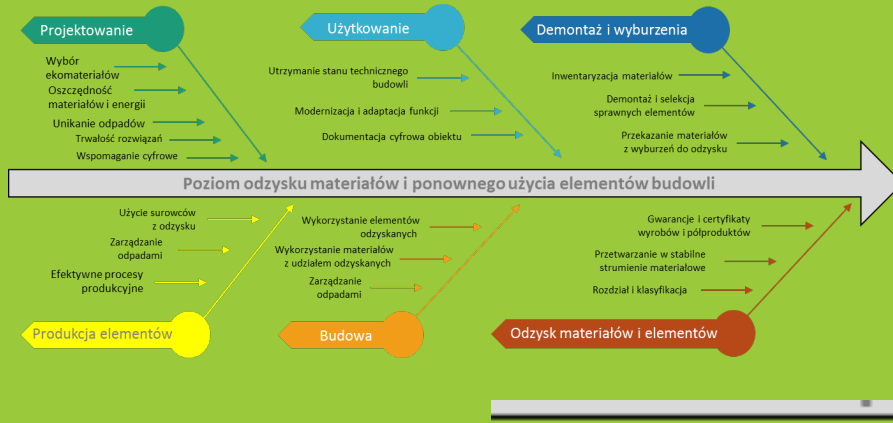 Projektowanie
Wybór
ekomateriałów
Oszczędność
materiałów i energii
Unikanie odpadów
Trwałość rozwiązań
Wspomaganie cyfrowe
Użytkowanie
Utrzymanie stanu technicznego
budowli
Modernizacja i adaptacja funkcji
Dokumentacja cyfrowa obiektu
Demontaż i wyburzenia
Inwentaryzacja materiałów
Demontaż i selekcja
sprawnych elementów
Przekazanie materiałów
z wyburzeń do odzysku
Poziom odzysku materiałów i ponownego użycia elementów budowli
Użycie surowców
z odzysku
Zarządzanie
odpadami
Efektywne procesy
produkcyjne
Produkcja elementów
Wykorzystanie elementów
odzyskanych
Wykorzystanie materiałów
z udziałem odzyskanych
Zarządzanie
odpadami
Budowa
Gwarancje i certyfikaty
wyrobów i półproduktów
Przetwarzanie w stabilne
strumienie materiałowe
Rozdział i klasyfikacja
Odzysk materiałów i elementów